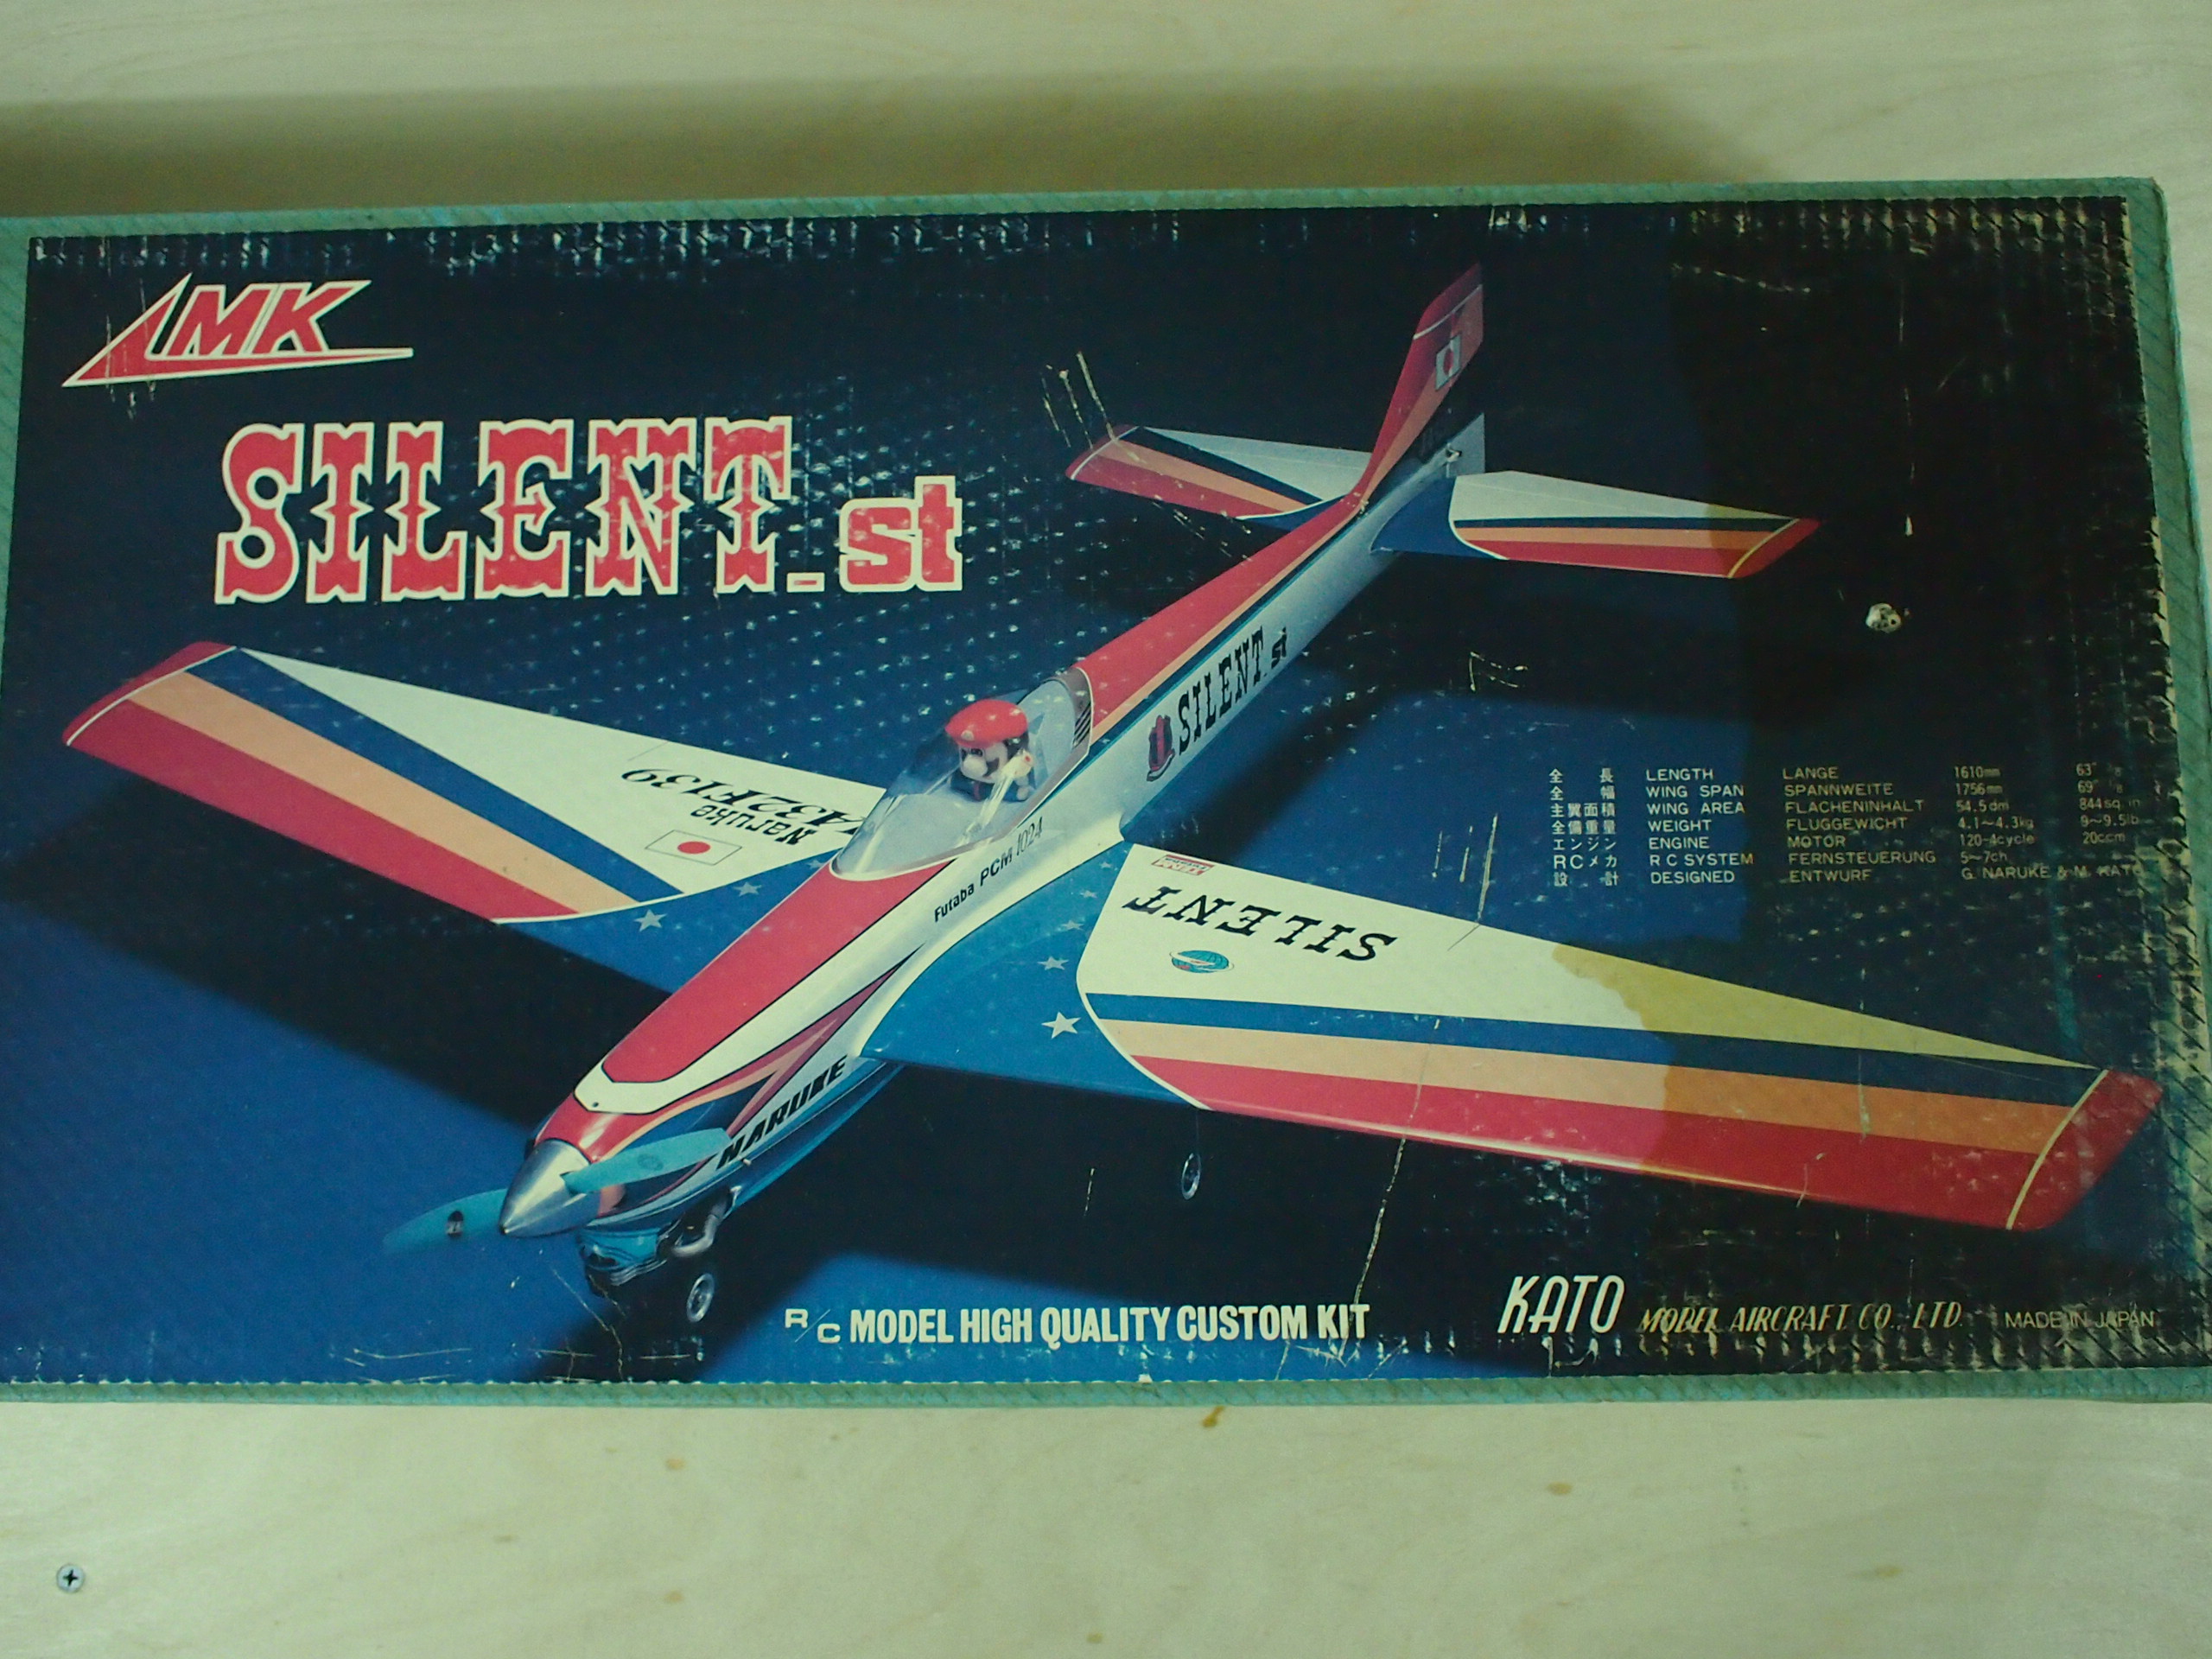 MK
SILENT-st
SILENT-st
Naruke
Futaba PCM 1024
SILENT
NARUKE
全長 LENGTH LANGE 1610mm 63"
全幅 WING SPAN SPANNWEITE 1756mm 69"
主翼面積 WING AREA FLACHENINHALT 54.5dm 844sq.in
全備重量 WEIGHT FLUGGEWICHT 4.1~4.3kg 9~9.5lb
エンジン ENGINE MOTOR 120-4cycle 20ccm
RCメカ RC SYSTEM FERNSTEUERUNG 5~7ch
設計 DESIGNED ENTWURF G. NARUKE & M. KATO
R/C MODEL HIGH QUALITY CUSTOM KIT
KATO MODEL AIRCRAFT CO., LTD. MADE IN JAPAN